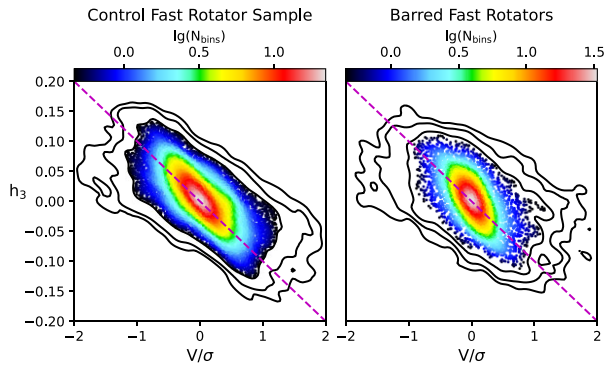 Control Fast Rotator Sample
Barred Fast Rotators
lg(N_bins)
lg(N_bins)
0.0 0.5 1.0
0.0 0.5 1.0 1.5
0.20
0.15
0.10
0.05
0.00
−0.05
−0.10
−0.15
−0.20
h_3
−2 −1 0 1 2
−2 −1 0 1 2
V/σ
V/σ